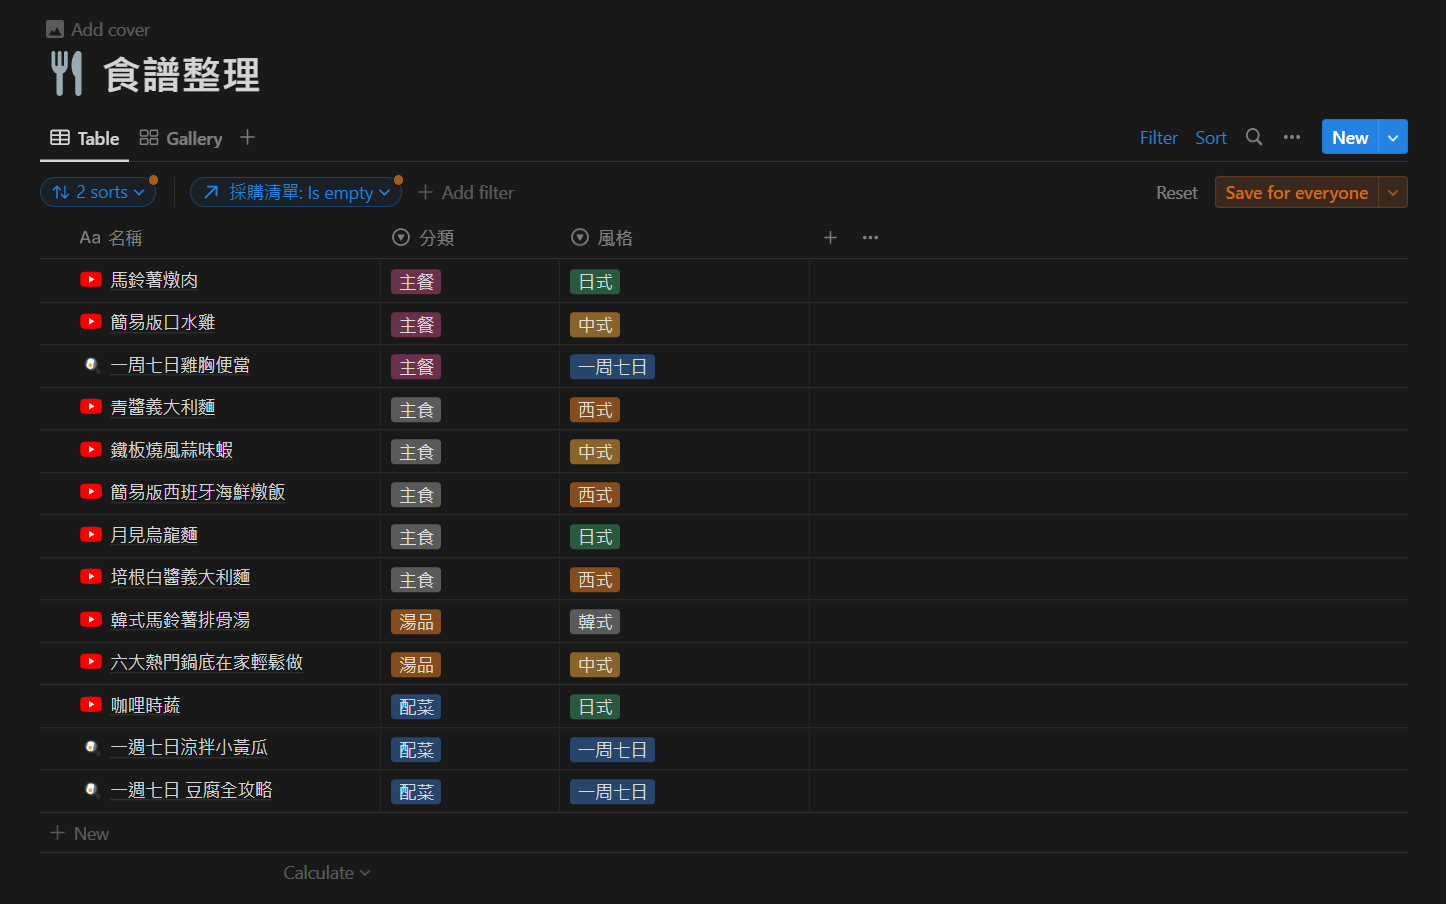 Add cover
食譜整理
Table Gallery
Filter Sort New
2 sorts 採購清單: Is empty Add filter Reset Save for everyone
Aa 名稱 分類 風格
馬鈴薯燉肉 主餐 日式
簡易版口水雞 主餐 中式
一周七日雞胸便當 主餐 一周七日
青醬義大利麵 主食 西式
鐵板燒風蒜味蝦 主食 中式
簡易版西班牙海鮮燉飯 主食 西式
月見烏龍麵 主食 日式
培根白醬義大利麵 主食 西式
韓式馬鈴薯排骨湯 湯品 韓式
六大熱門鍋底在家輕鬆做 湯品 中式
咖哩時蔬 配菜 日式
一週七日涼拌小黃瓜 配菜 一周七日
一週七日 豆腐全攻略 配菜 一周七日
New
Calculate